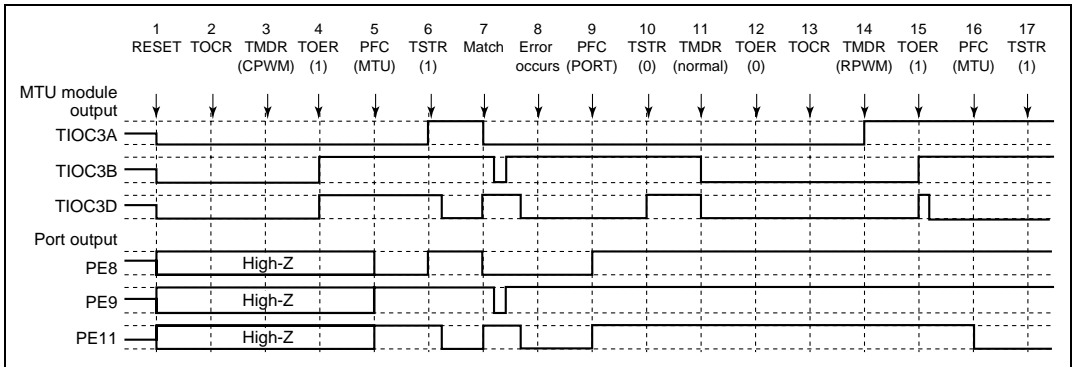 1 2 3 4 5 6 7 8 9 10 11 12 13 14 15 16 17
RESET TOCR TMDR TOER PFC TSTR Match Error PFC TSTR TMDR TOER TOCR TMDR TOER PFC TSTR
(CPWM) (1) (MTU) (1) occurs (PORT) (0) (normal) (0) (RPWM) (1) (MTU) (1)
MTU module
output
TIOC3A
TIOC3B
TIOC3D
Port output
PE8 High-Z
PE9 High-Z
PE11 High-Z